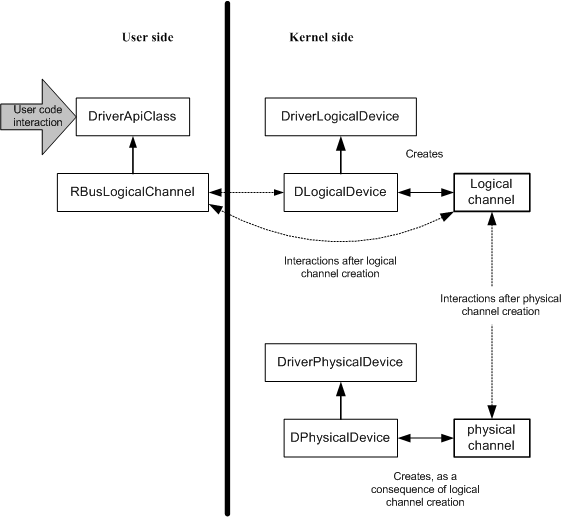 User side
Kernel side
User code
interaction
DriverApiClass
DriverLogicalDevice
Creates
RBusLogicalChannel
DLogicalDevice
Logical
channel
Interactions after logical
channel creation
Interactions after physical
channel creation
DriverPhysicalDevice
DPhysicalDevice
physical
channel
Creates, as a
consequence of logical
channel creation